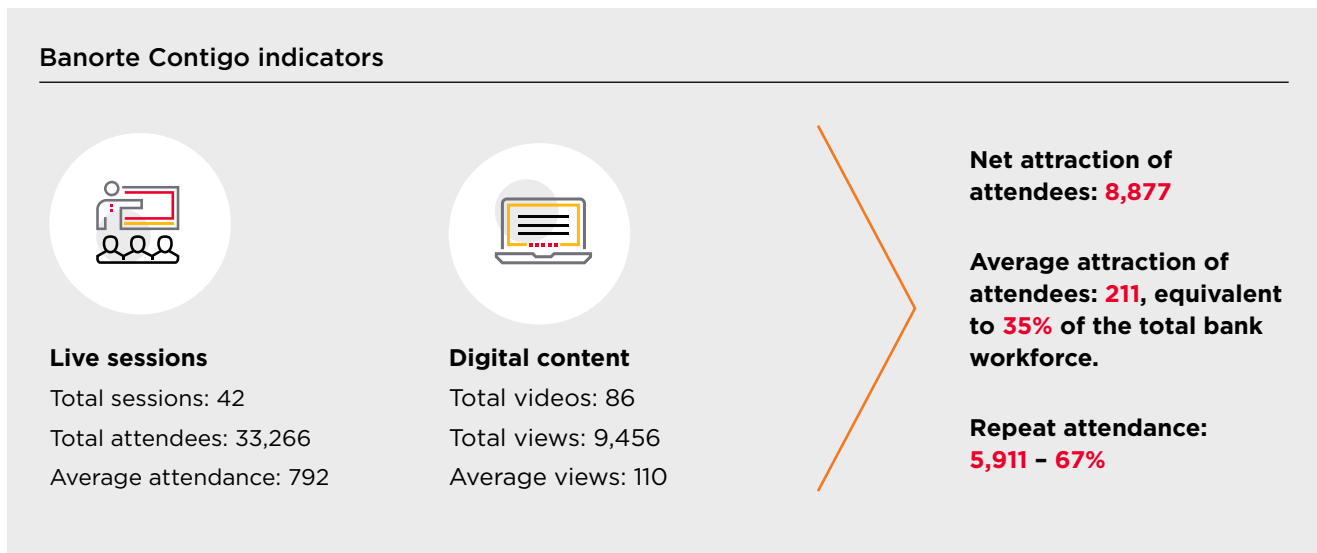 Banorte Contigo indicators
Live sessions
Total sessions: 42
Total attendees: 33,266
Average attendance: 792
Digital content
Total videos: 86
Total views: 9,456
Average views: 110
Net attraction of
attendees: 8,877
Average attraction of
attendees: 211, equivalent
to 35% of the total bank
workforce.
Repeat attendance:
5,911 – 67%